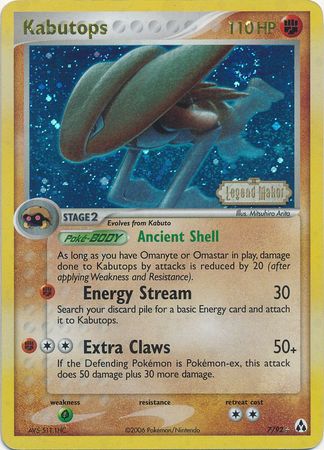 Kabutops 110 HP
Legend Maker
Illus. Mitsuhiro Arita
STAGE 2 Evolves from Kabuto
Poké-BODY Ancient Shell
As long as you have Omanyte or Omastar in play, damage
done to Kabutops by attacks is reduced by 20 (after
applying Weakness and Resistance).
Energy Stream 30
Search your discard pile for a basic Energy card and attach
it to Kabutops.
Extra Claws 50+
If the Defending Pokémon is Pokémon-ex, this attack
does 50 damage plus 30 more damage.
weakness resistance retreat cost
©2006 Pokémon/Nintendo 7/92